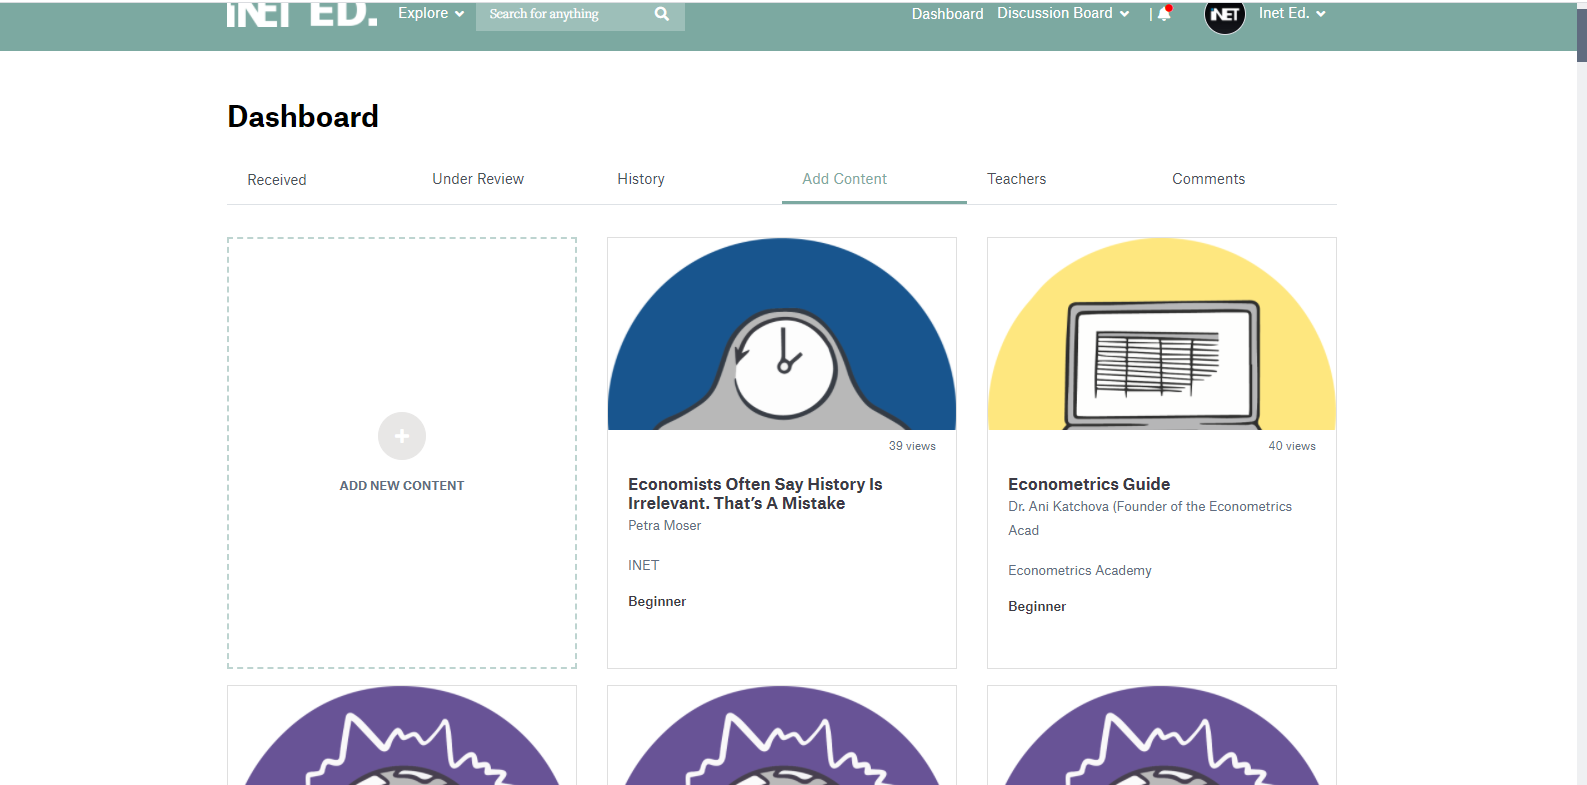 iNET ED.
Explore
Search for anything
Dashboard
Discussion Board
iNET
Inet Ed.
Dashboard
Received
Under Review
History
Add Content
Teachers
Comments
ADD NEW CONTENT
39 views
Economists Often Say History Is
Irrelevant. That’s A Mistake
Petra Moser
INET
Beginner
40 views
Econometrics Guide
Dr. Ani Katchova (Founder of the Econometrics
Acad
Econometrics Academy
Beginner